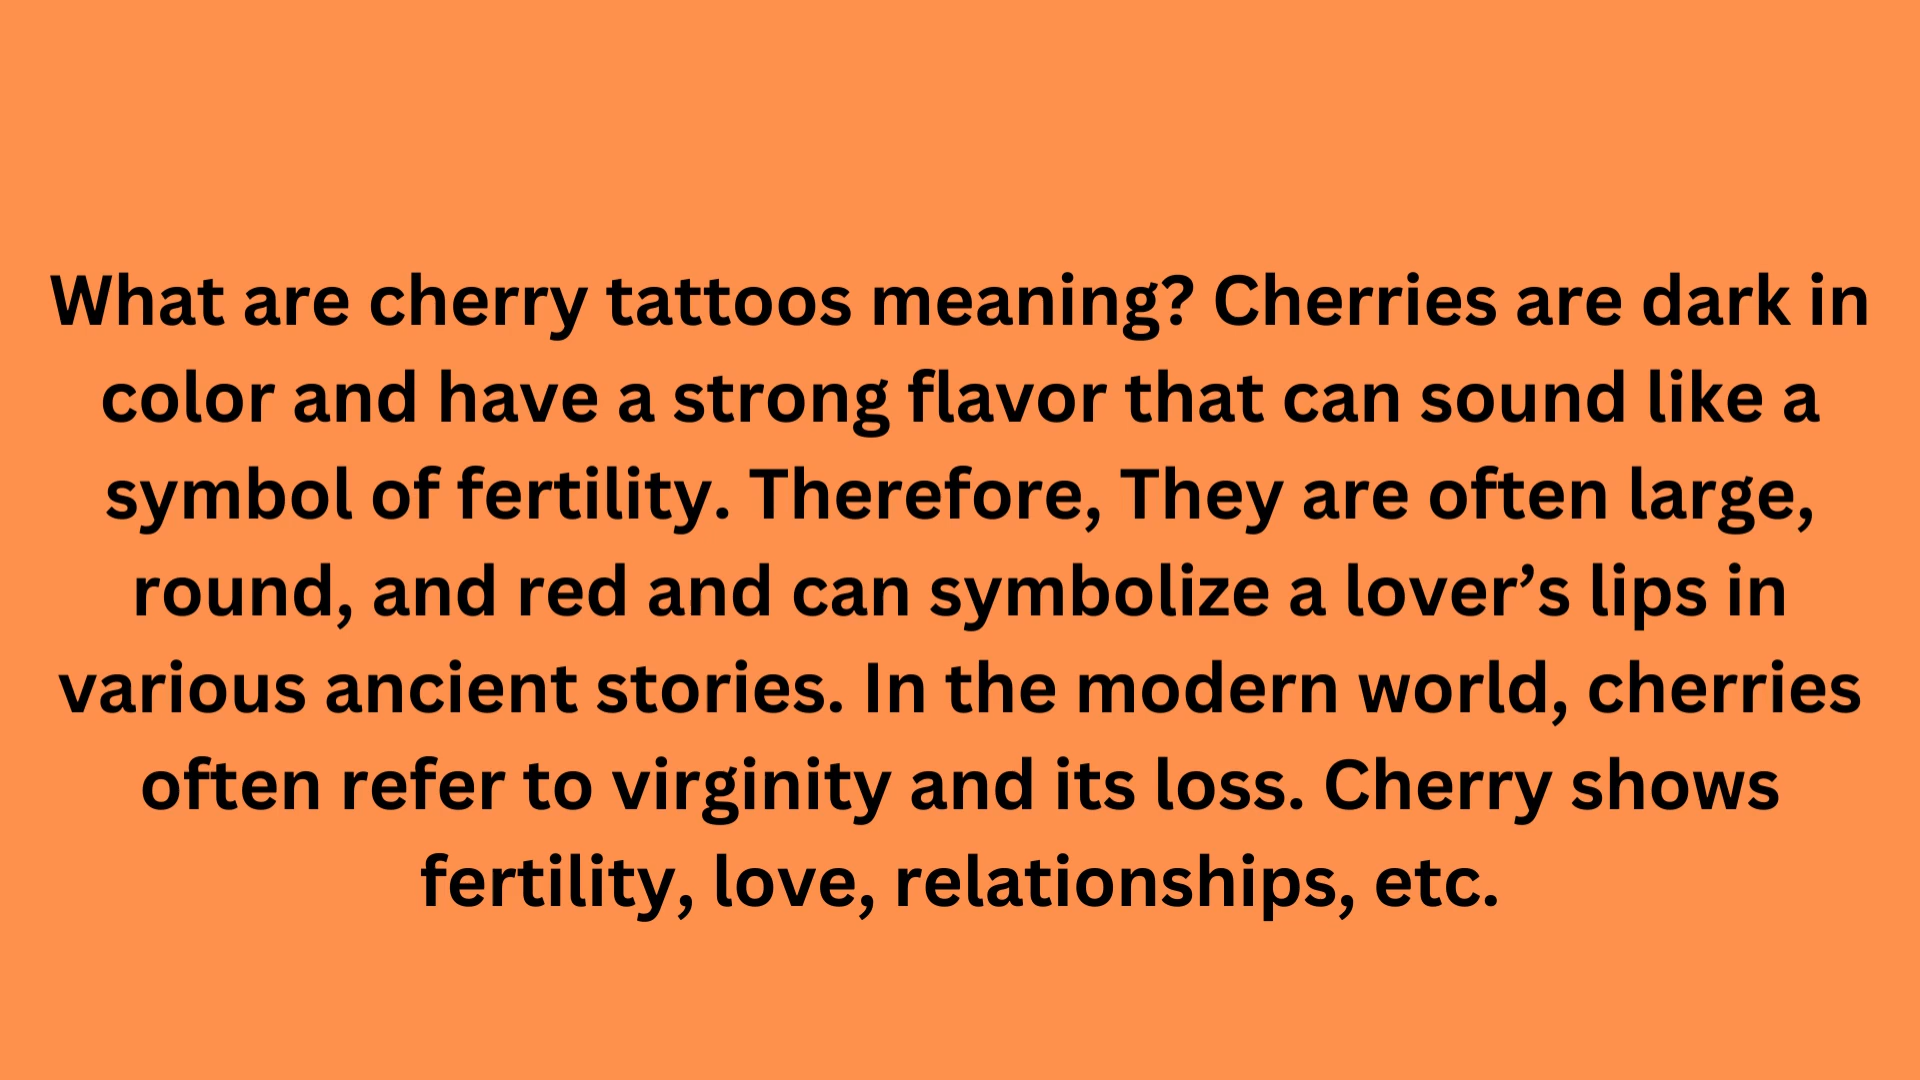 What are cherry tattoos meaning? Cherries are dark in
color and have a strong flavor that can sound like a
symbol of fertility. Therefore, They are often large,
round, and red and can symbolize a lover’s lips in
various ancient stories. In the modern world, cherries
often refer to virginity and its loss. Cherry shows
fertility, love, relationships, etc.